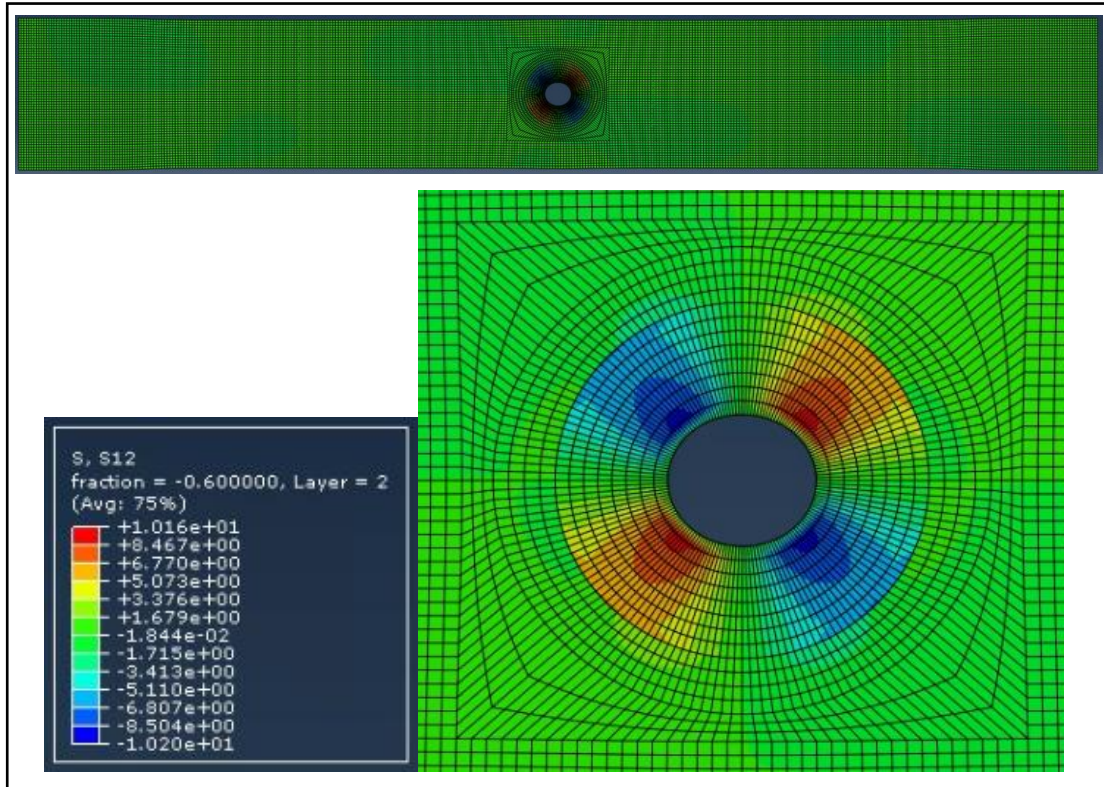 S, S12
fraction = -0.600000, Layer = 2
(Avg: 75%)
+1.016e+01
+8.467e+00
+6.770e+00
+5.073e+00
+3.376e+00
+1.679e+00
-1.844e-02
-1.715e+00
-3.413e+00
-5.110e+00
-6.807e+00
-8.504e+00
-1.020e+01